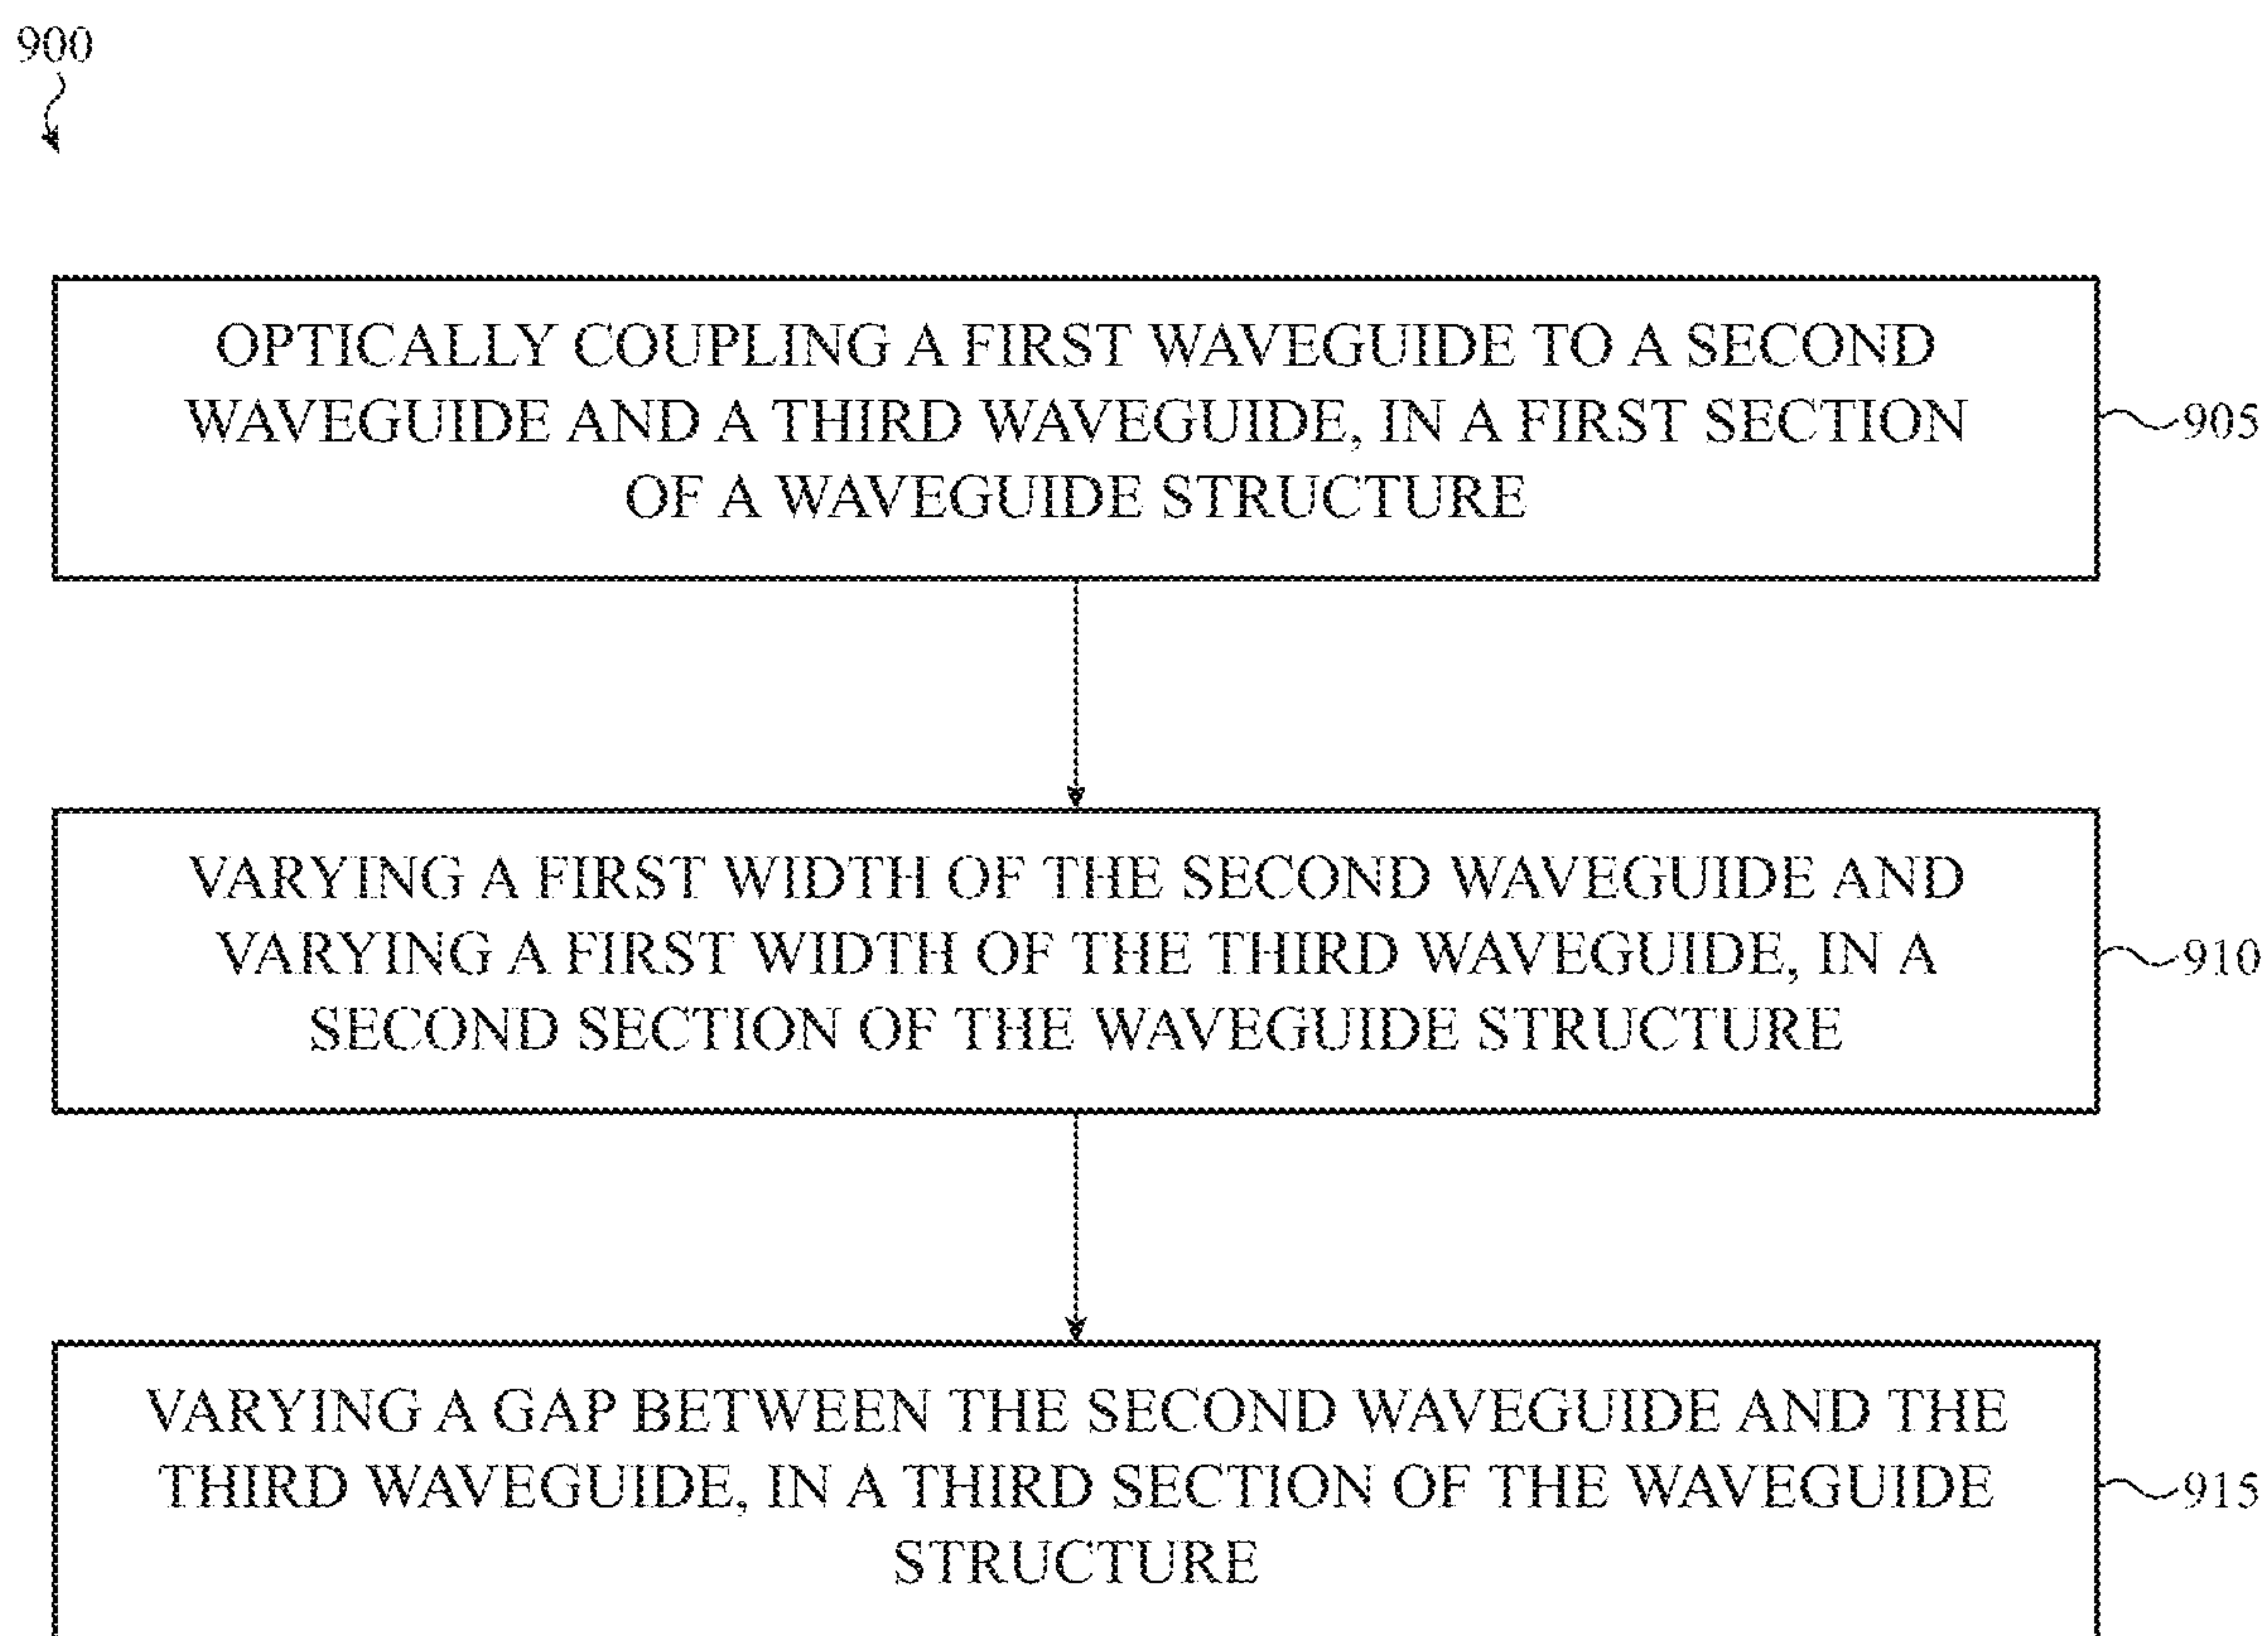 900
OPTICALLY COUPLING A FIRST WAVEGUIDE TO A SECOND
WAVEGUIDE AND A THIRD WAVEGUIDE, IN A FIRST SECTION
OF A WAVEGUIDE STRUCTURE
905
VARYING A FIRST WIDTH OF THE SECOND WAVEGUIDE AND
VARYING A FIRST WIDTH OF THE THIRD WAVEGUIDE, IN A
SECOND SECTION OF THE WAVEGUIDE STRUCTURE
910
VARYING A GAP BETWEEN THE SECOND WAVEGUIDE AND THE
THIRD WAVEGUIDE, IN A THIRD SECTION OF THE WAVEGUIDE
STRUCTURE
915